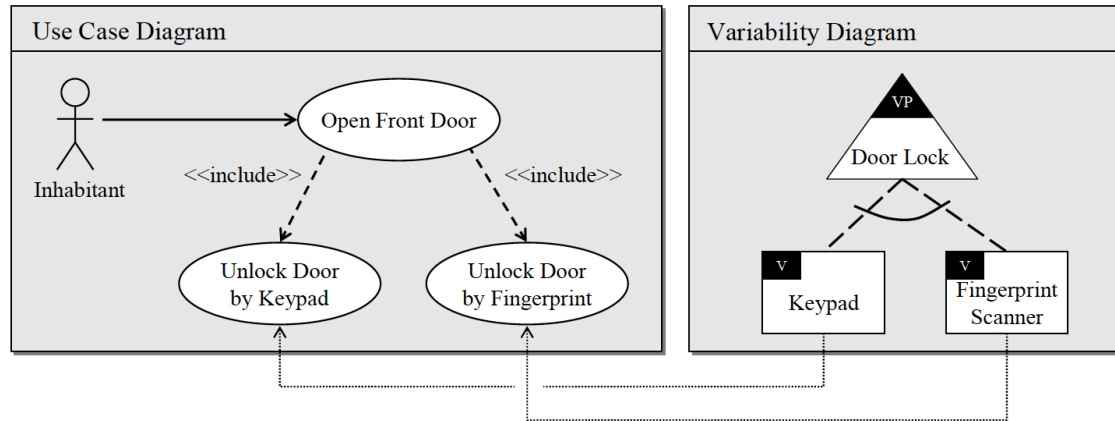 Use Case Diagram
Inhabitant
Open Front Door
<<include>>
<<include>>
Unlock Door
by Keypad
Unlock Door
by Fingerprint
Variability Diagram
VP
Door Lock
V
Keypad
V
Fingerprint
Scanner